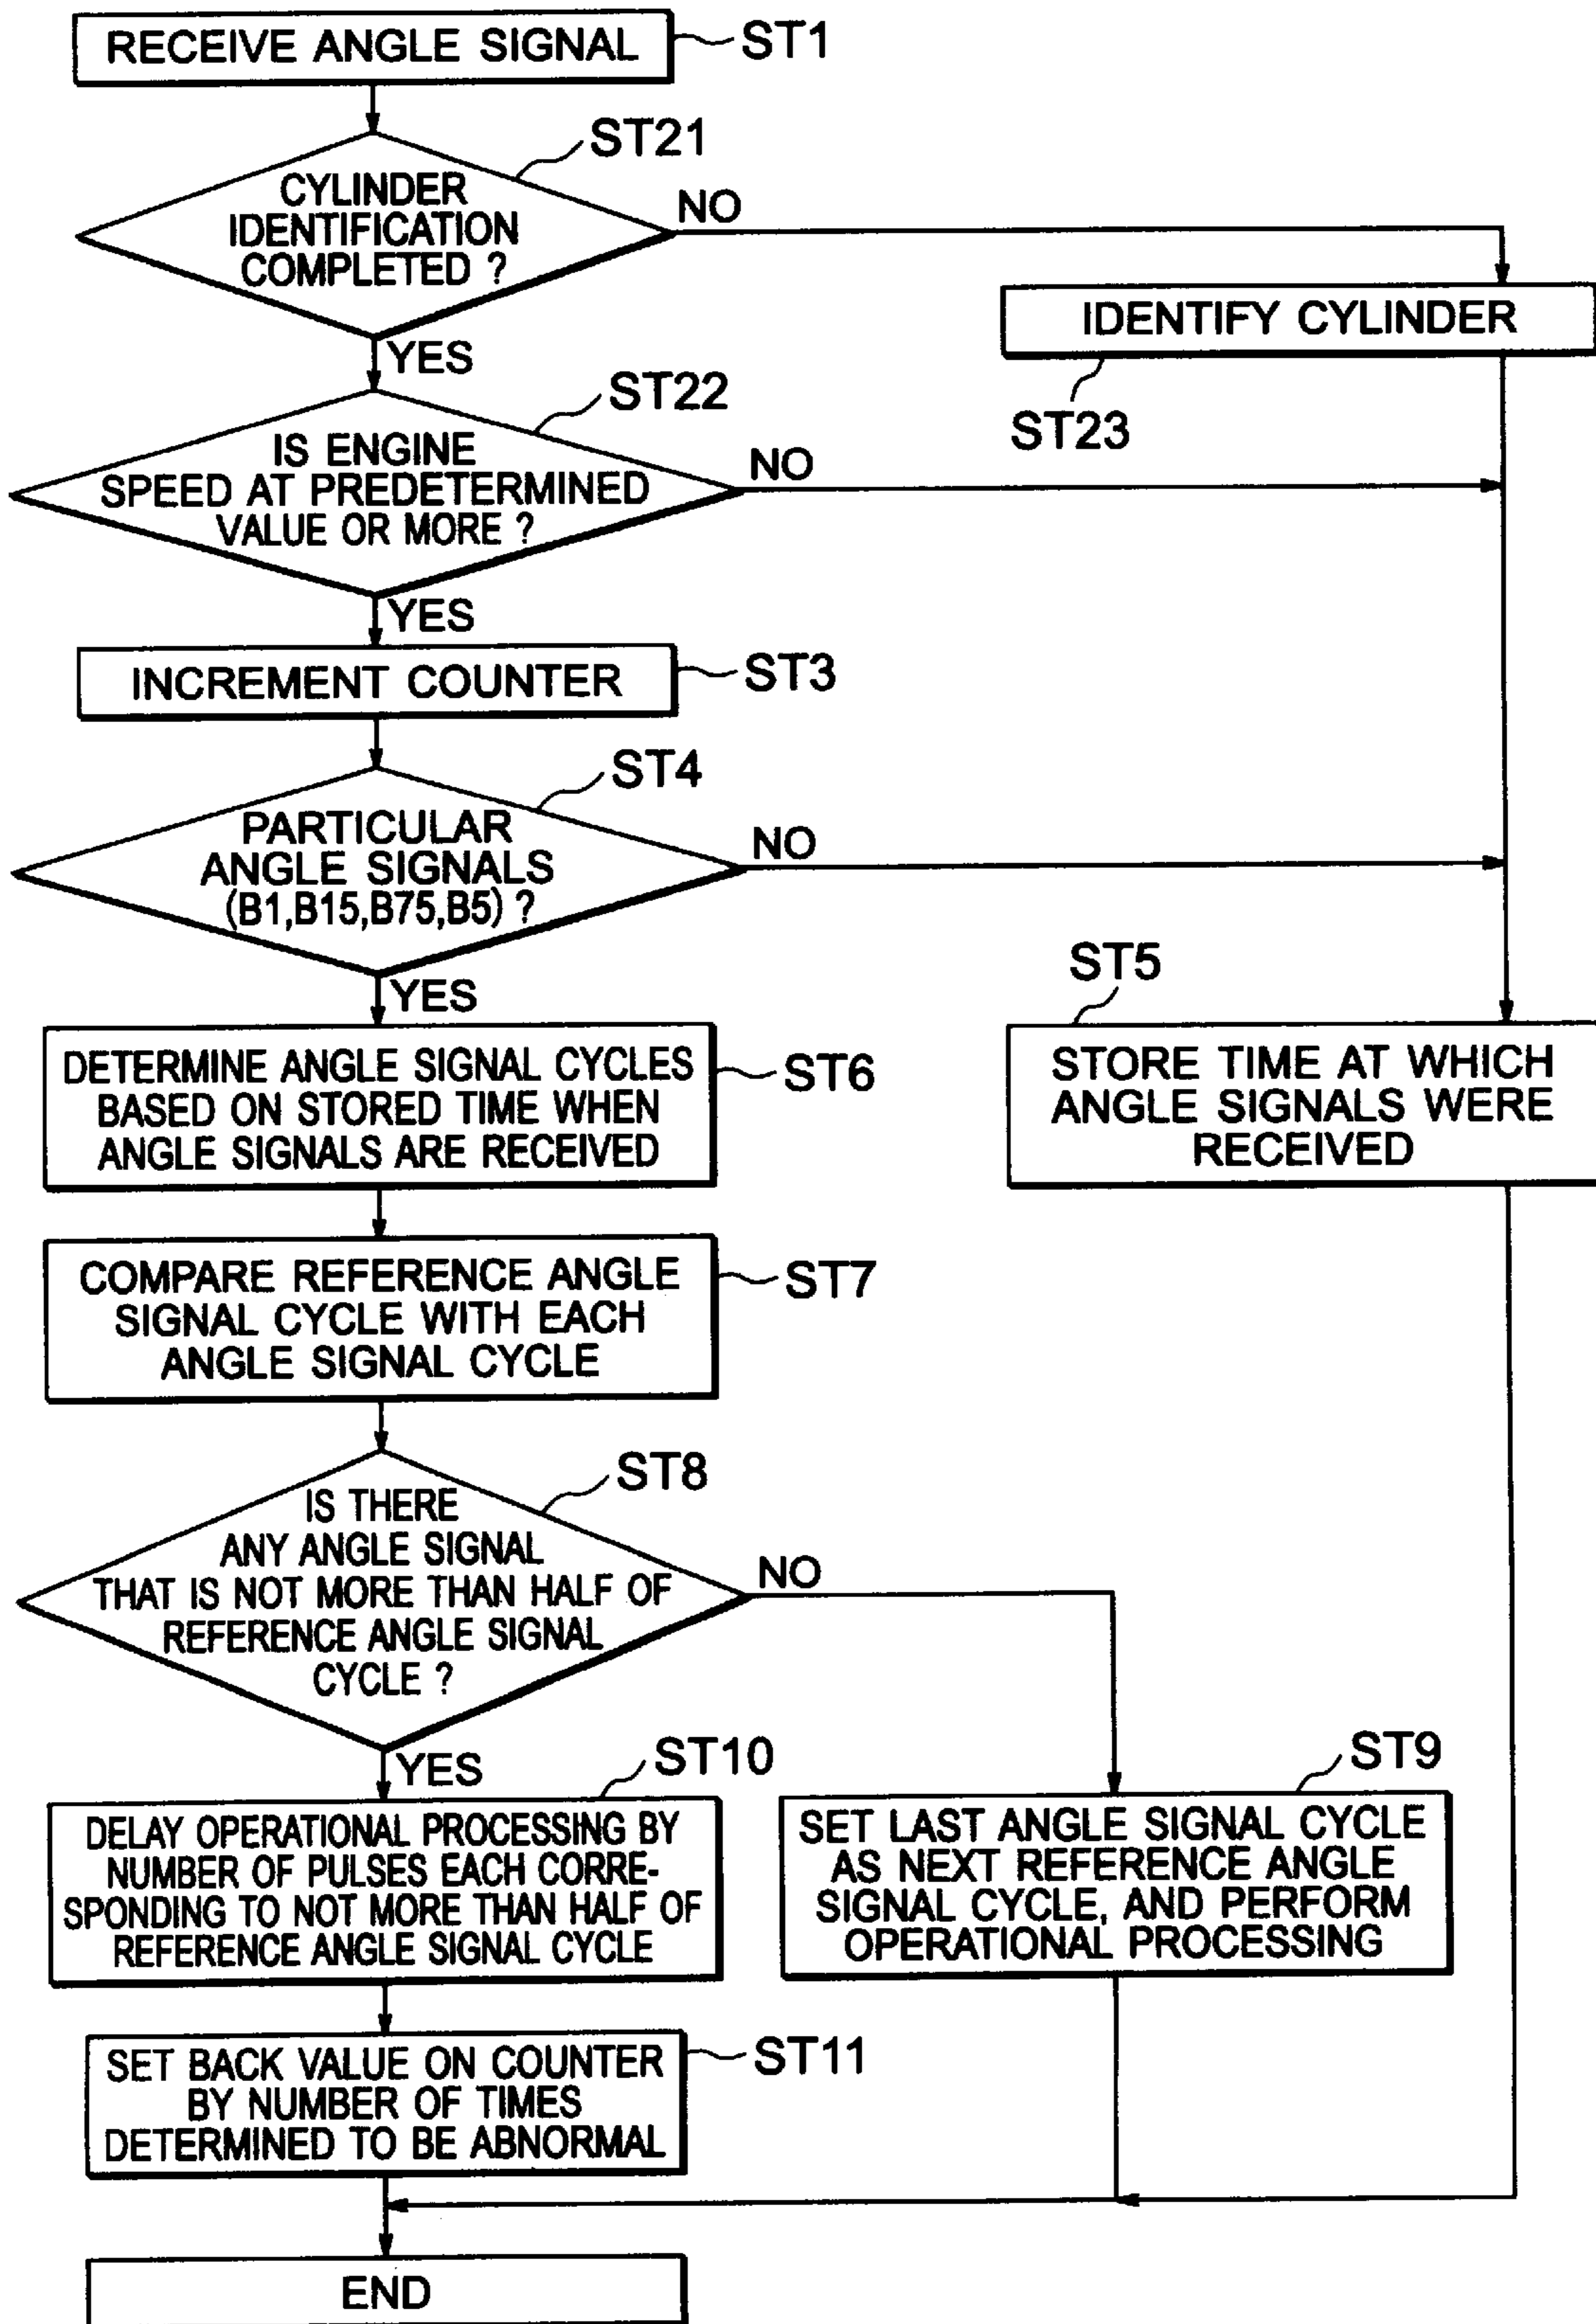 RECEIVE ANGLE SIGNAL
ST1
ST21
CYLINDER
IDENTIFICATION
COMPLETED ?
NO
YES
IDENTIFY CYLINDER
ST23
ST22
IS ENGINE
SPEED AT PREDETERMINED
VALUE OR MORE ?
NO
YES
INCREMENT COUNTER
ST3
ST4
PARTICULAR
ANGLE SIGNALS
(B1,B15,B75,B5) ?
NO
YES
ST5
STORE TIME AT WHICH
ANGLE SIGNALS WERE
RECEIVED
DETERMINE ANGLE SIGNAL CYCLES
BASED ON STORED TIME WHEN
ANGLE SIGNALS ARE RECEIVED
ST6
COMPARE REFERENCE ANGLE
SIGNAL CYCLE WITH EACH
ANGLE SIGNAL CYCLE
ST7
ST8
IS THERE
ANY ANGLE SIGNAL
THAT IS NOT MORE THAN HALF OF
REFERENCE ANGLE SIGNAL
CYCLE ?
NO
YES
ST10
DELAY OPERATIONAL PROCESSING BY
NUMBER OF PULSES EACH CORRE-
SPONDING TO NOT MORE THAN HALF OF
REFERENCE ANGLE SIGNAL CYCLE
ST9
SET LAST ANGLE SIGNAL CYCLE
AS NEXT REFERENCE ANGLE
SIGNAL CYCLE, AND PERFORM
OPERATIONAL PROCESSING
SET BACK VALUE ON COUNTER
BY NUMBER OF TIMES
DETERMINED TO BE ABNORMAL
ST11
END